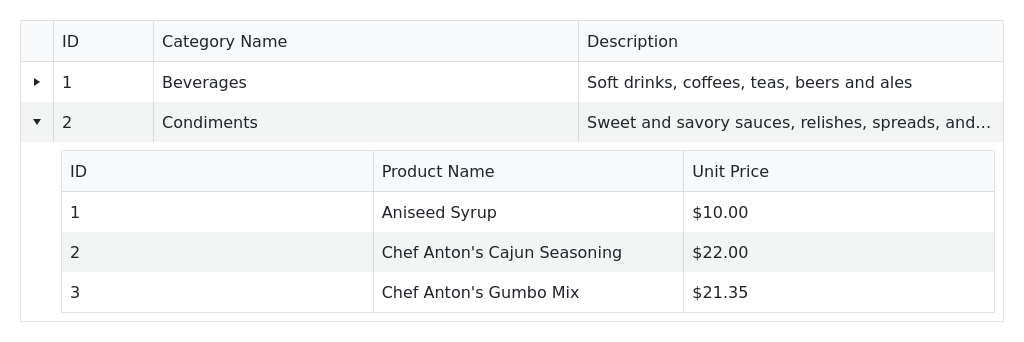 ID Category Name Description
1 Beverages Soft drinks, coffees, teas, beers and ales
2 Condiments Sweet and savory sauces, relishes, spreads, and...
ID Product Name Unit Price
1 Aniseed Syrup $10.00
2 Chef Anton's Cajun Seasoning $22.00
3 Chef Anton's Gumbo Mix $21.35